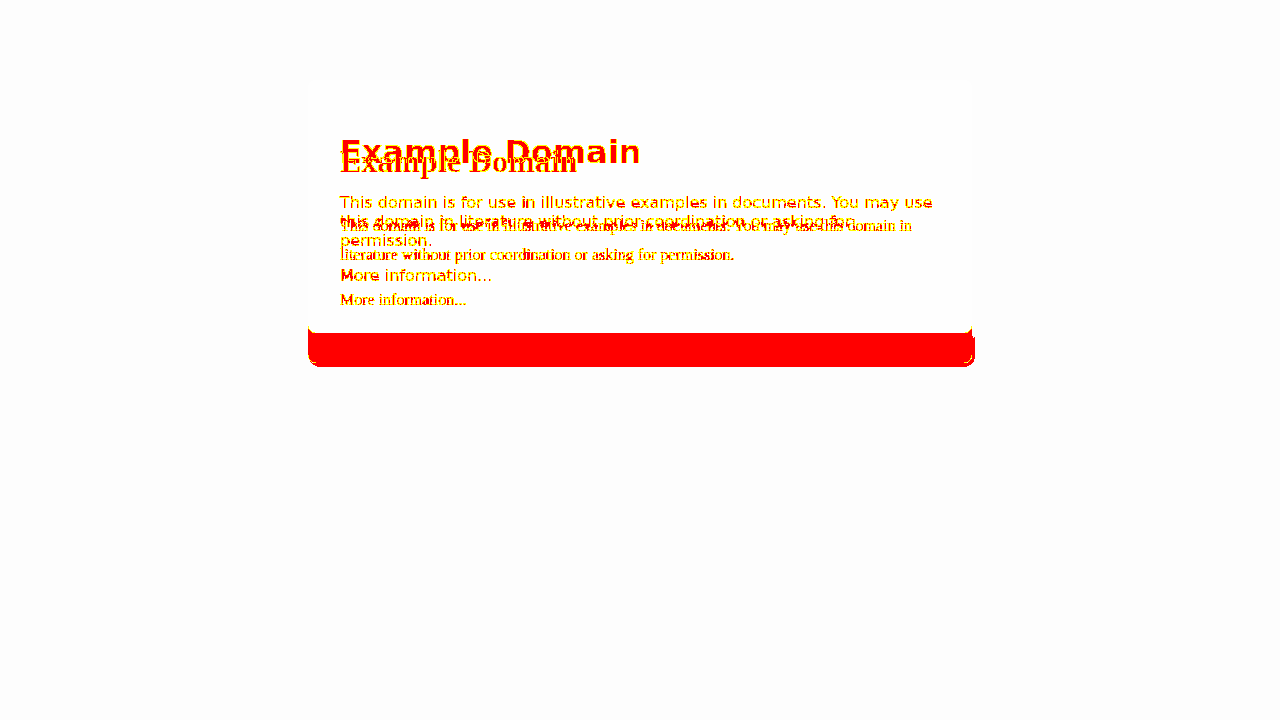 Example Domain
Example Domain
This domain is for use in illustrative examples in documents. You may use
this domain in literature without prior coordination or asking for
This domain is for use in illustrative examples in documents. You may use this domain in
permission.
literature without prior coordination or asking for permission.
More information...
More information...